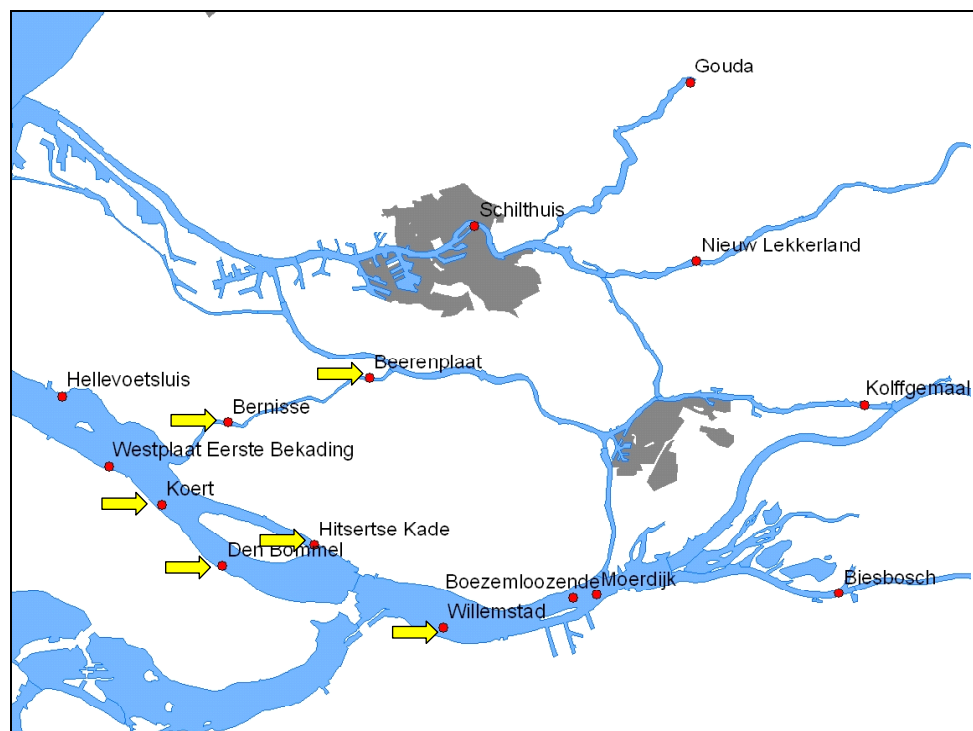 Gouda
Schilthuis
Nieuw Lekkerland
Beerenplaat
Hellevoetsluis
Kolffgemaal
Bernisse
Westplaat Eerste Bekading
Koert
Hitsertse Kade
Den Bommel
Boezemloozende
Moerdijk
Biesbosch
Willemstad